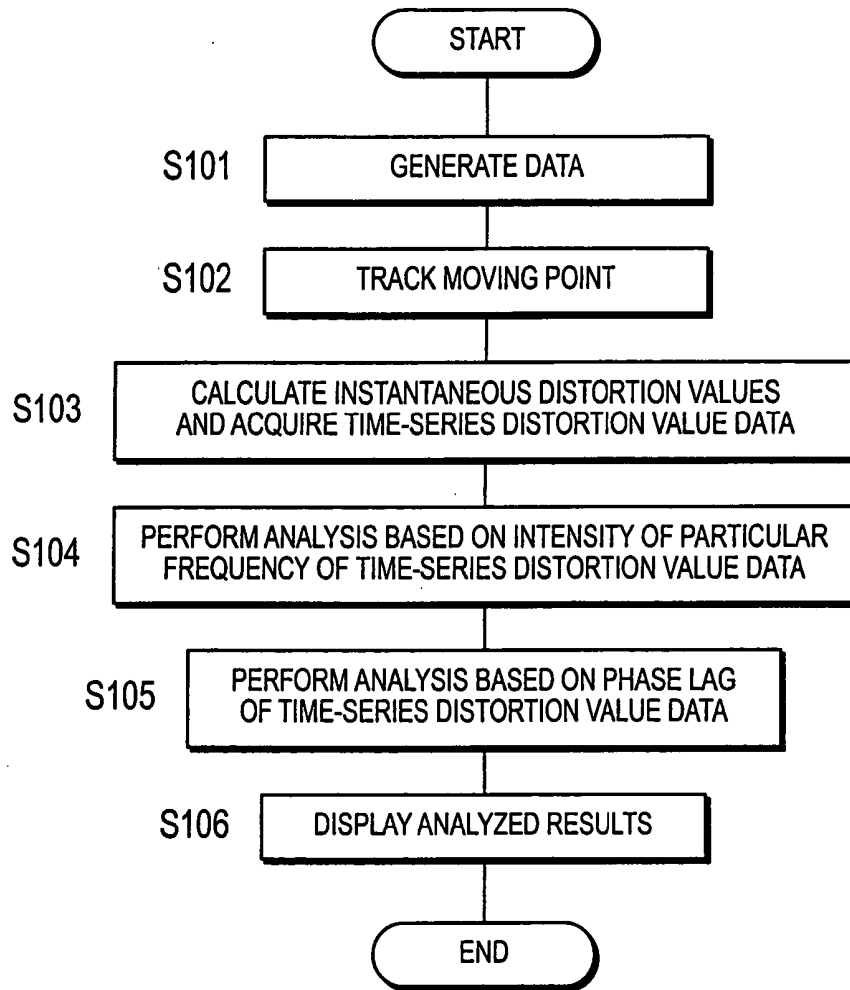 START
S101
GENERATE DATA
S102
TRACK MOVING POINT
S103
CALCULATE INSTANTANEOUS DISTORTION VALUES
AND ACQUIRE TIME-SERIES DISTORTION VALUE DATA
S104
PERFORM ANALYSIS BASED ON INTENSITY OF PARTICULAR
FREQUENCY OF TIME-SERIES DISTORTION VALUE DATA
S105
PERFORM ANALYSIS BASED ON PHASE LAG
OF TIME-SERIES DISTORTION VALUE DATA
S106
DISPLAY ANALYZED RESULTS
END